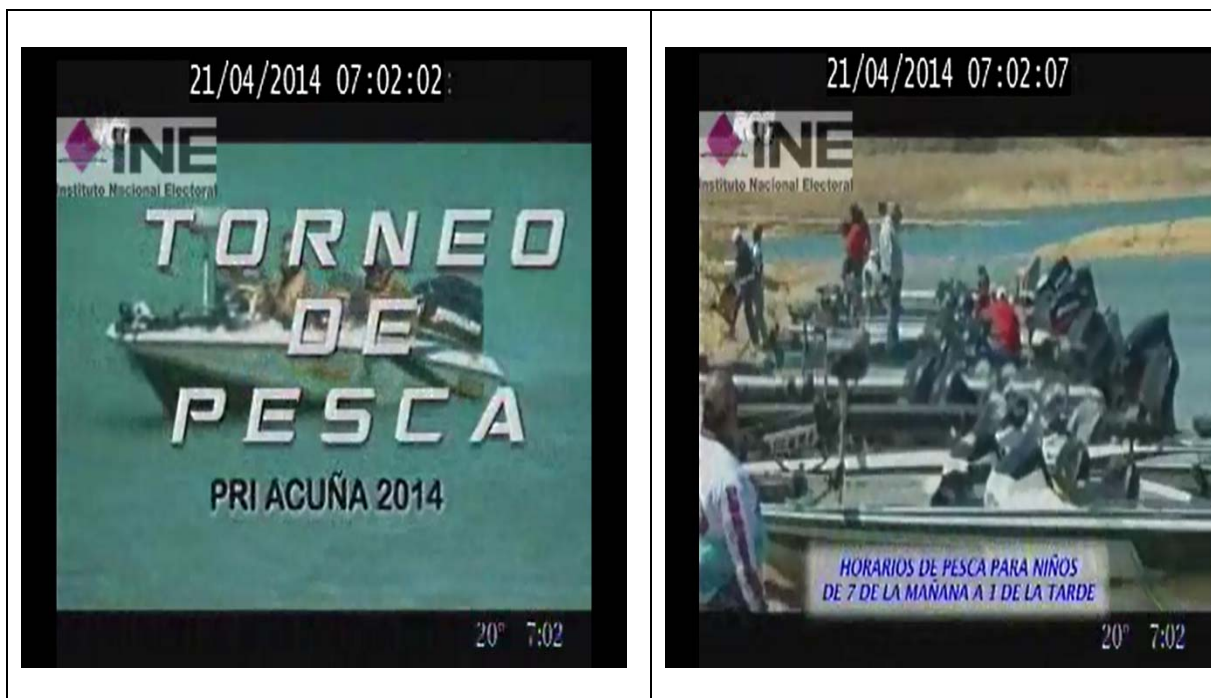 21/04/2014 07:02:02
INE
Instituto Nacional Electoral
TORNEO
DE
PESCA
PRI ACUÑA 2014
20° 7:02
21/04/2014 07:02:07
INE
Instituto Nacional Electoral
HORARIOS DE PESCA PARA NIÑOS
DE 7 DE LA MAÑANA A 1 DE LA TARDE
20° 7:02